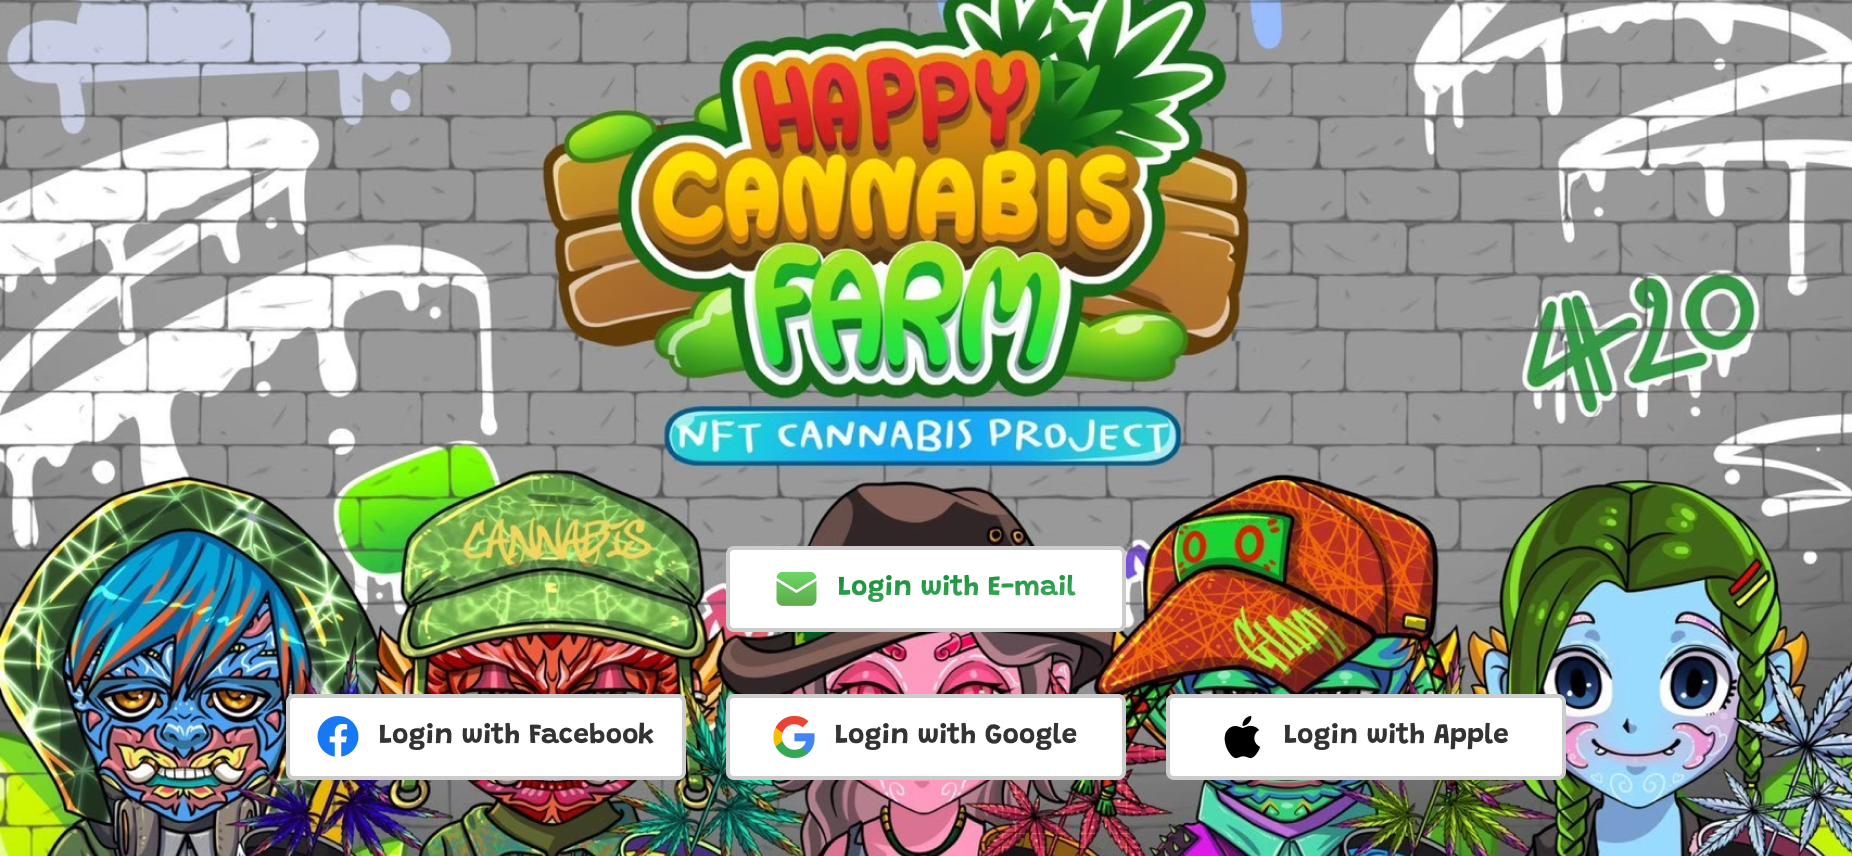 HAPPY
CANNABIS
FARM
420
NFT CANNABIS PROJECT
CANNABIS
Login with E-mail
Login with Facebook
Login with Google
Login with Apple